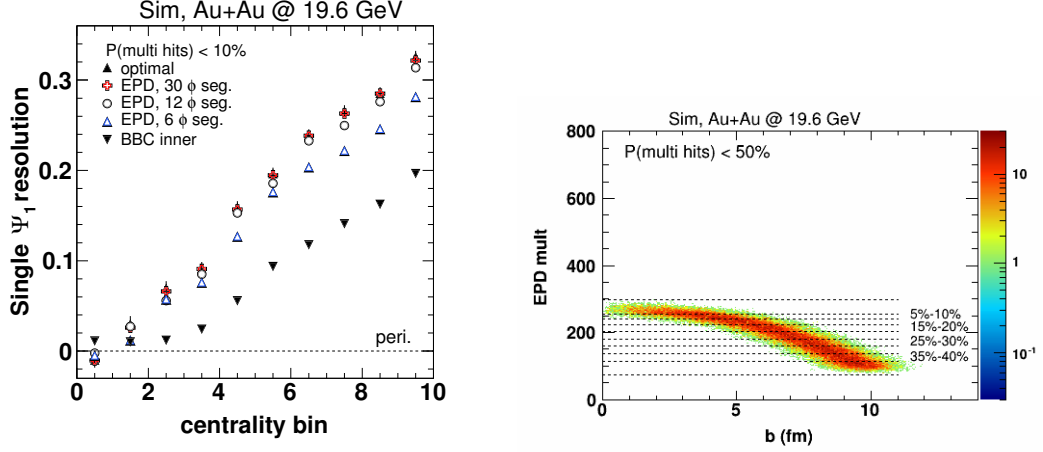 Sim, Au+Au @ 19.6 GeV
P(multi hits) < 10%
optimal
EPD, 30 ϕ seg.
EPD, 12 ϕ seg.
EPD, 6 ϕ seg.
BBC inner
Single Ψ1 resolution
0.3
0.2
0.1
0
peri.
0 2 4 6 8 10
centrality bin
Sim, Au+Au @ 19.6 GeV
P(multi hits) < 50%
EPD mult
800
600
400
200
0
5%-10%
15%-20%
25%-30%
35%-40%
0 5 10
b (fm)
10
1
10-1